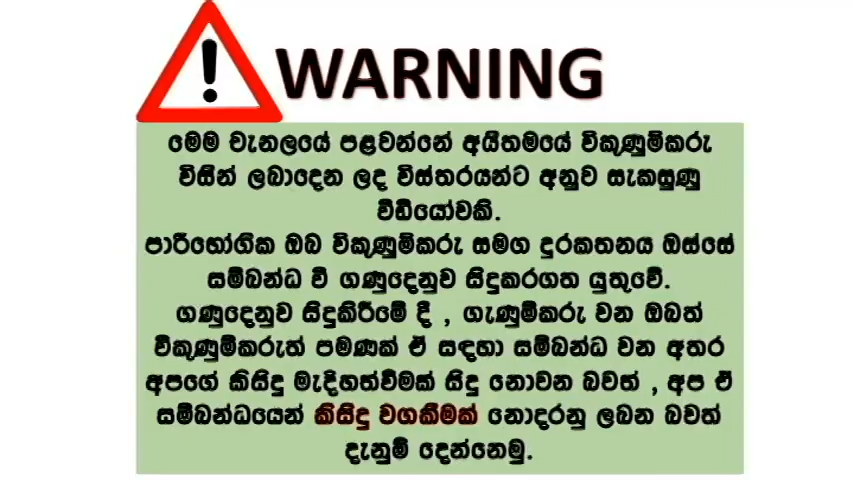 WARNING
මෙම චැනලයේ පළවන්නේ අයිතමයේ විකුණුම්කරු
විසින් ලබාදෙන ලද විස්තරයන්ට අනුව සැකසුණු
වීඩියෝවකි.
පාරිභෝගික ඔබ විකුණුම්කරු සමග දුරකතනය ඔස්සේ
සම්බන්ධ වී ගණුදෙනුව සිදුකරගත යුතුවේ.
ගණුදෙනුව සිදුකිරීමේ දී , ගැණුම්කරු වන ඔබත්
විකුණුම්කරුත් පමණක් ඒ සඳහා සම්බන්ධ වන අතර
අපගේ කිසිදු මැදිහත්වීමක් සිදු නොවන බවත් , අප ඒ
සම්බන්ධයෙන් කිසිදු වගකීමක් නොදරනු ලබන බවත්
දැනුම් දෙන්නෙමු.